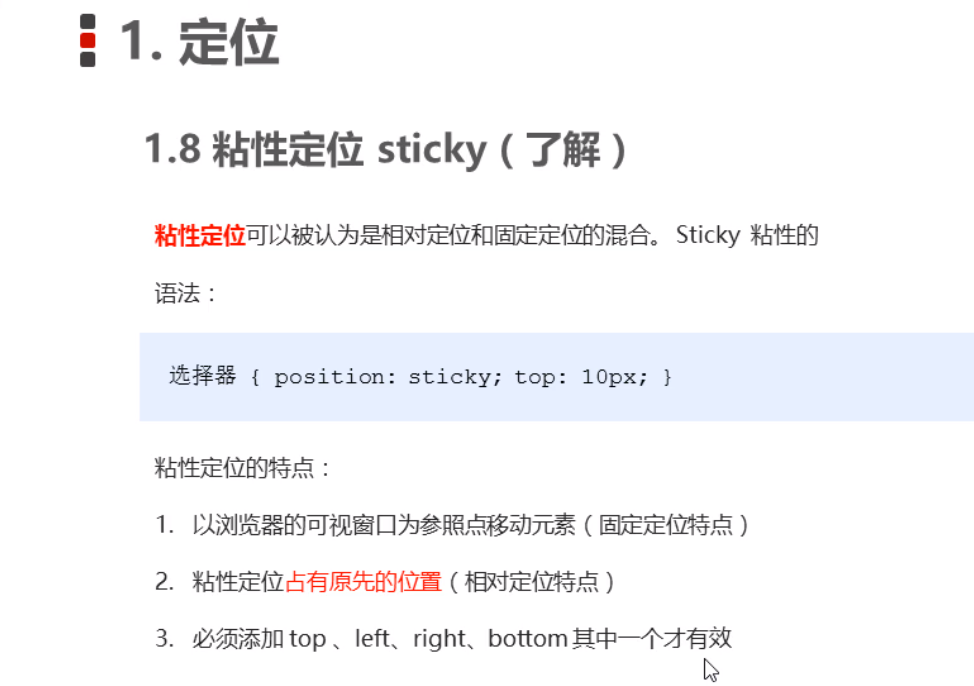 1. 定位
1.8 粘性定位 sticky（了解）
粘性定位可以被认为是相对定位和固定定位的混合。 Sticky 粘性的
语法：
选择器 { position: sticky; top: 10px; }
粘性定位的特点：
1. 以浏览器的可视窗口为参照点移动元素（固定定位特点）
2. 粘性定位占有原先的位置（相对定位特点）
3. 必须添加 top 、left、right、bottom 其中一个才有效